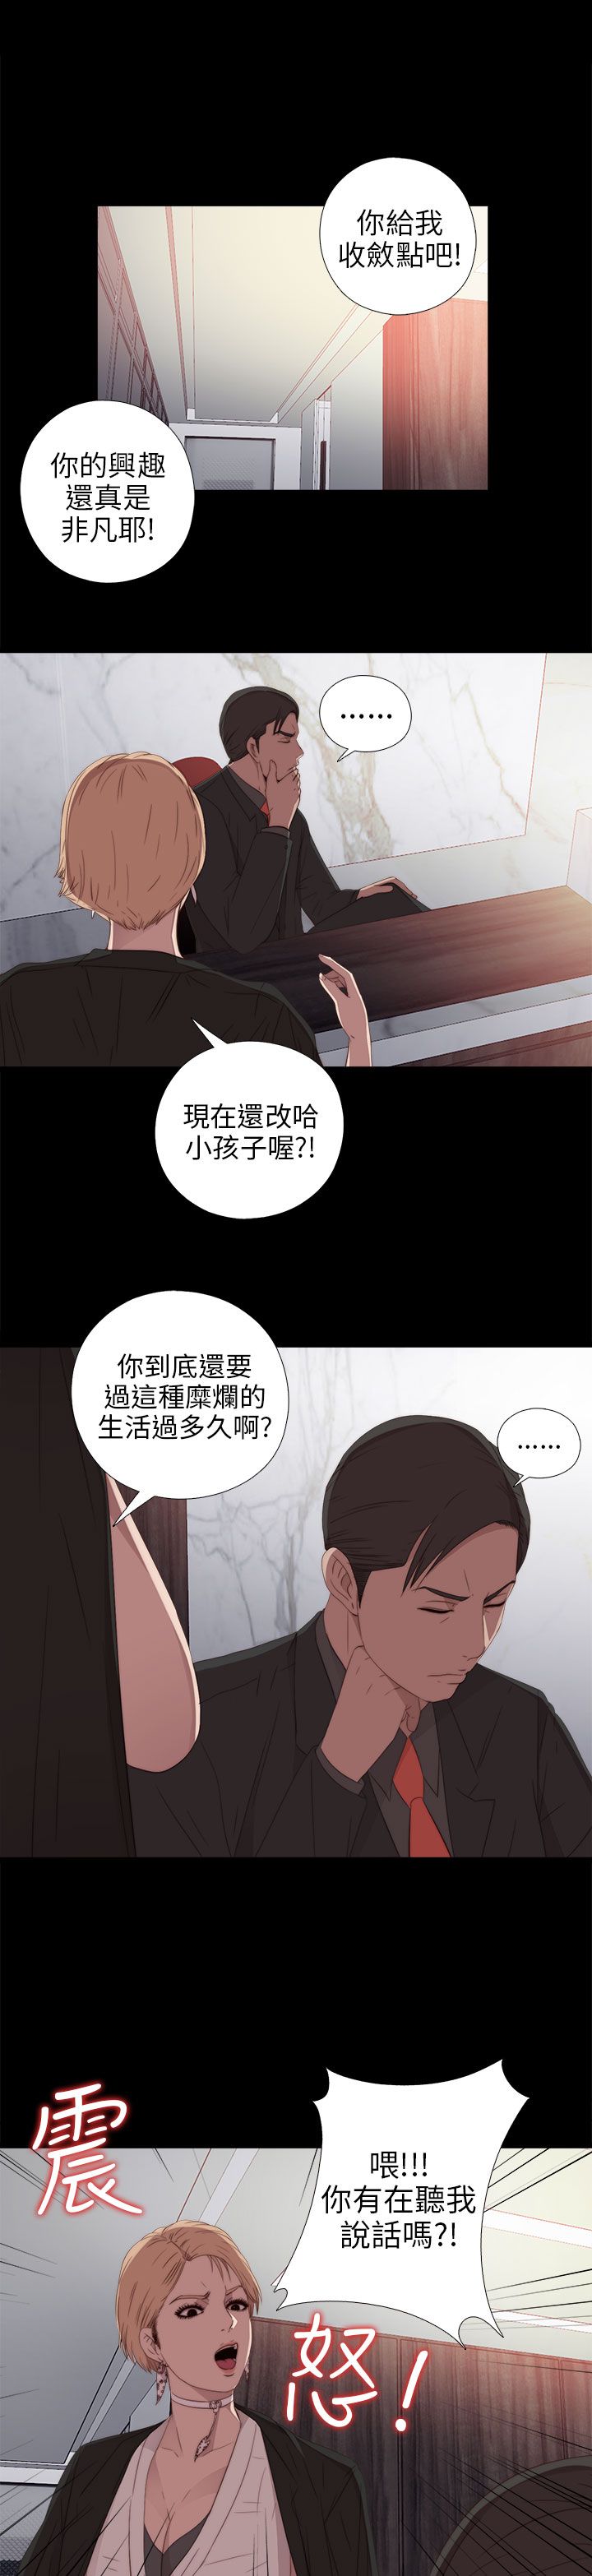 你給我
收斂點吧!
你的興趣
還真是
非凡耶!
……
現在還改哈
小孩子喔?!
你到底還要
過這種糜爛的
生活過多久啊?
……
震
喂!!!
你有在聽我
說話嗎?!
怒!